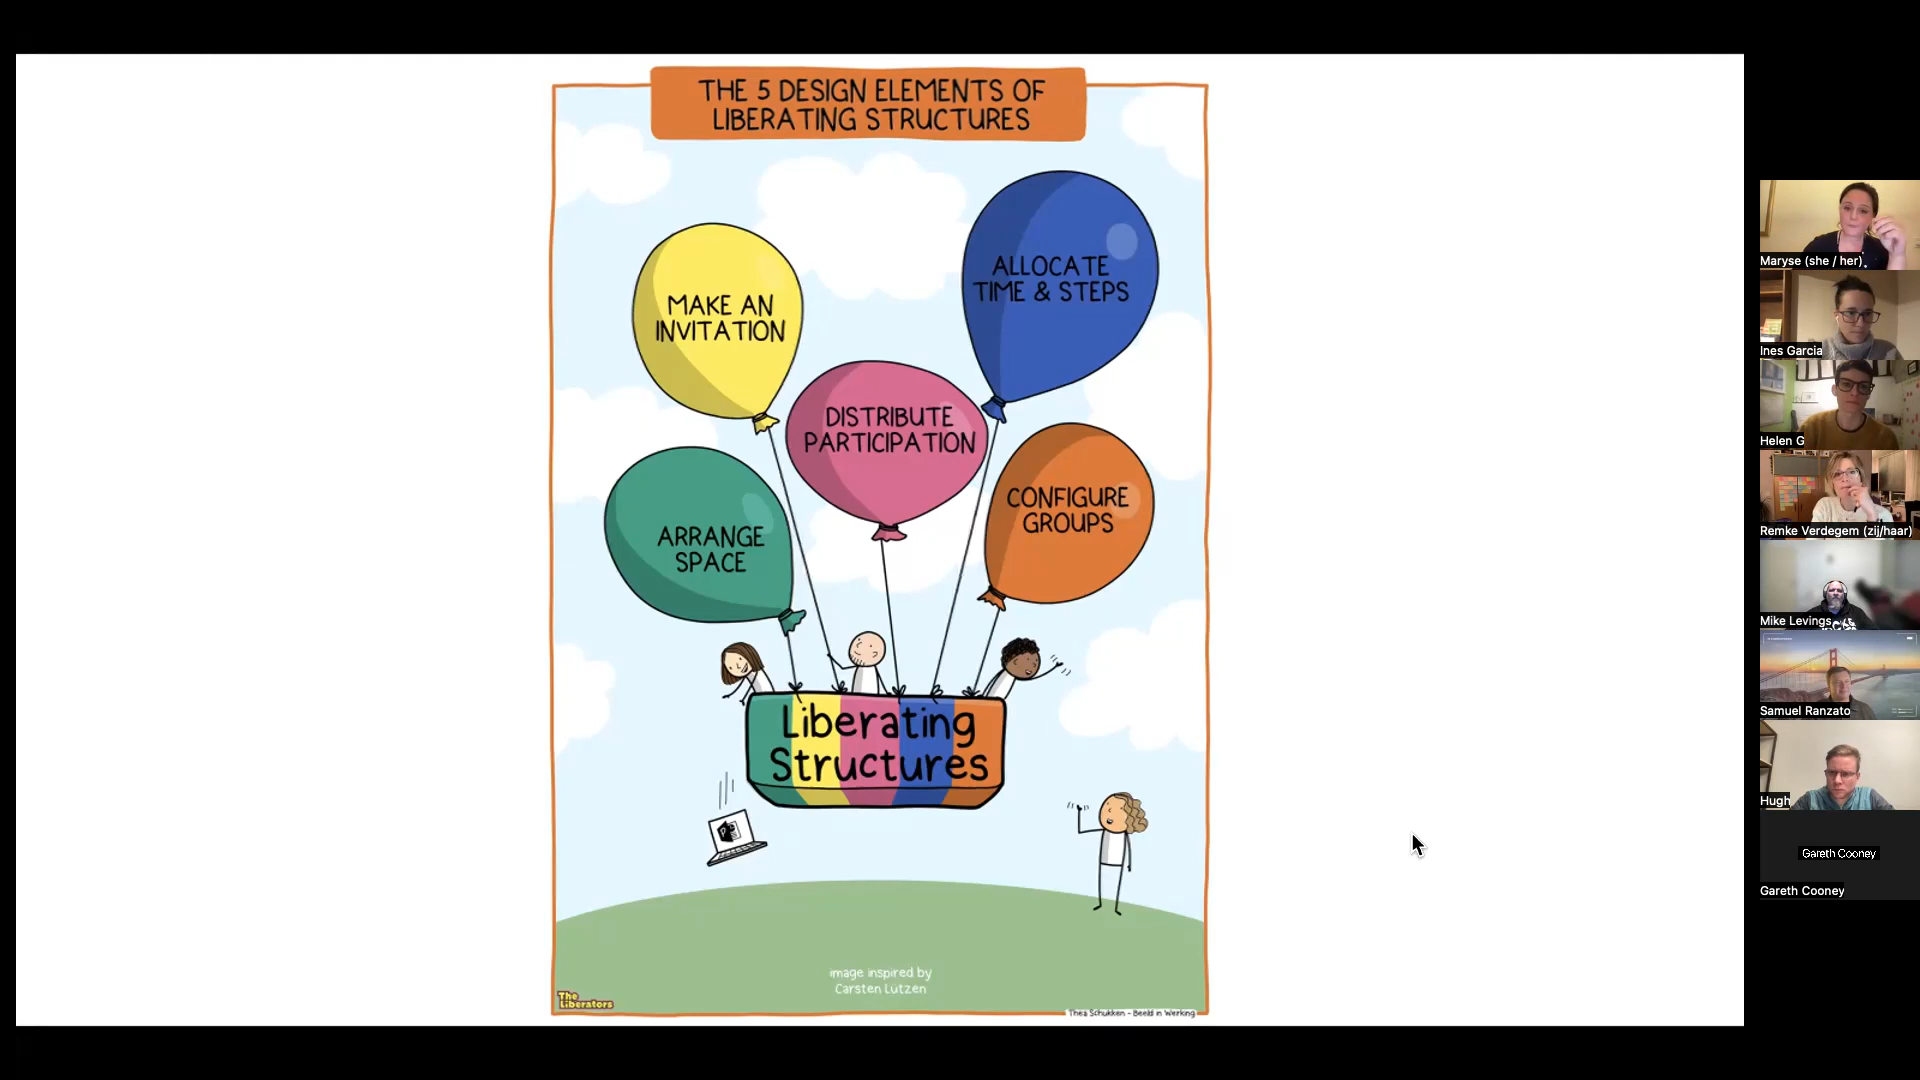 THE 5 DESIGN ELEMENTS OF
LIBERATING STRUCTURES
MAKE AN
INVITATION
ALLOCATE
TIME & STEPS
DISTRIBUTE
PARTICIPATION
ARRANGE
SPACE
CONFIGURE
GROUPS
Liberating
Structures
image inspired by
Carsten Lützen
The
Liberators
Thea Schukken - Beeld in Werking
Maryse (she / her)
Ines Garcia
Helen G
Remke Verdegem (zij/haar)
Mike Levings
Samuel Ranzato
Hugh
Gareth Cooney
Gareth Cooney